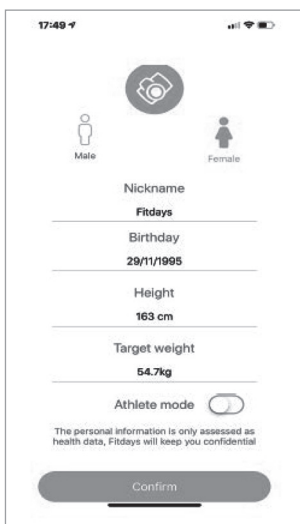 17:49
Male
Female
Nickname
Fitdays
Birthday
29/11/1995
Height
163 cm
Target weight
54.7kg
Athlete mode
The personal information is only assessed as
health data, Fitdays will keep you confidential
Confirm